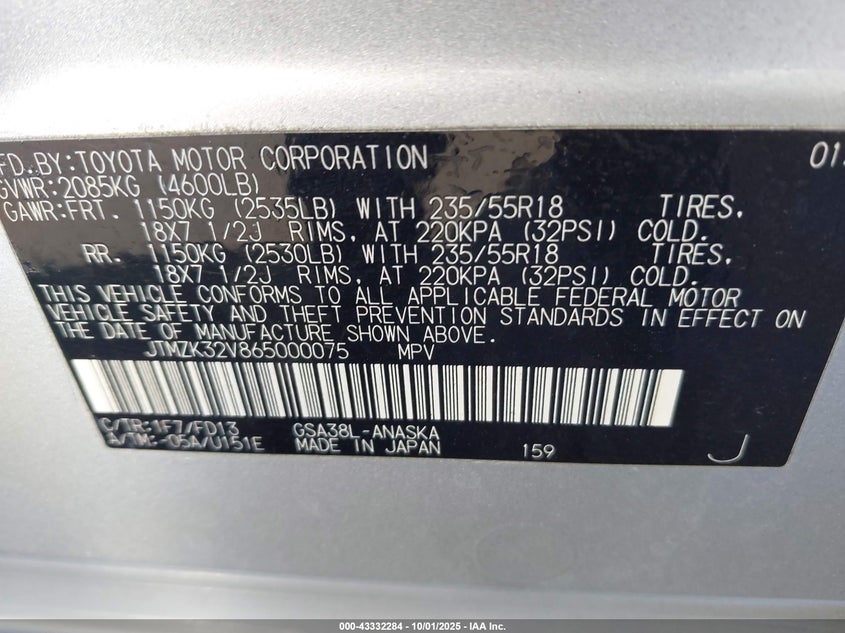 FD. BY: TOYOTA MOTOR CORPORATION 01
GVWR: 2085KG (4600LB)
GAWR: FRT. 1150KG (2535LB) WITH 235/55R18 TIRES,
18X7 1/2J RIMS, AT 220KPA (32PSI) COLD.
RR. 1150KG (2530LB) WITH 235/55R18 TIRES,
18X7 1/2J RIMS, AT 220KPA (32PSI) COLD.
THIS VEHICLE CONFORMS TO ALL APPLICABLE FEDERAL MOTOR
VEHICLE SAFETY AND THEFT PREVENTION STANDARDS IN EFFECT ON
THE DATE OF MANUFACTURE SHOWN ABOVE.
JTMZK32V865000075 MPV
C/TR: 1F7/FD13 GSA38L-ANASKA
A/TM: -05A/U151E MADE IN JAPAN 159 J
000-43332284 - 10/01/2025 - IAA Inc.